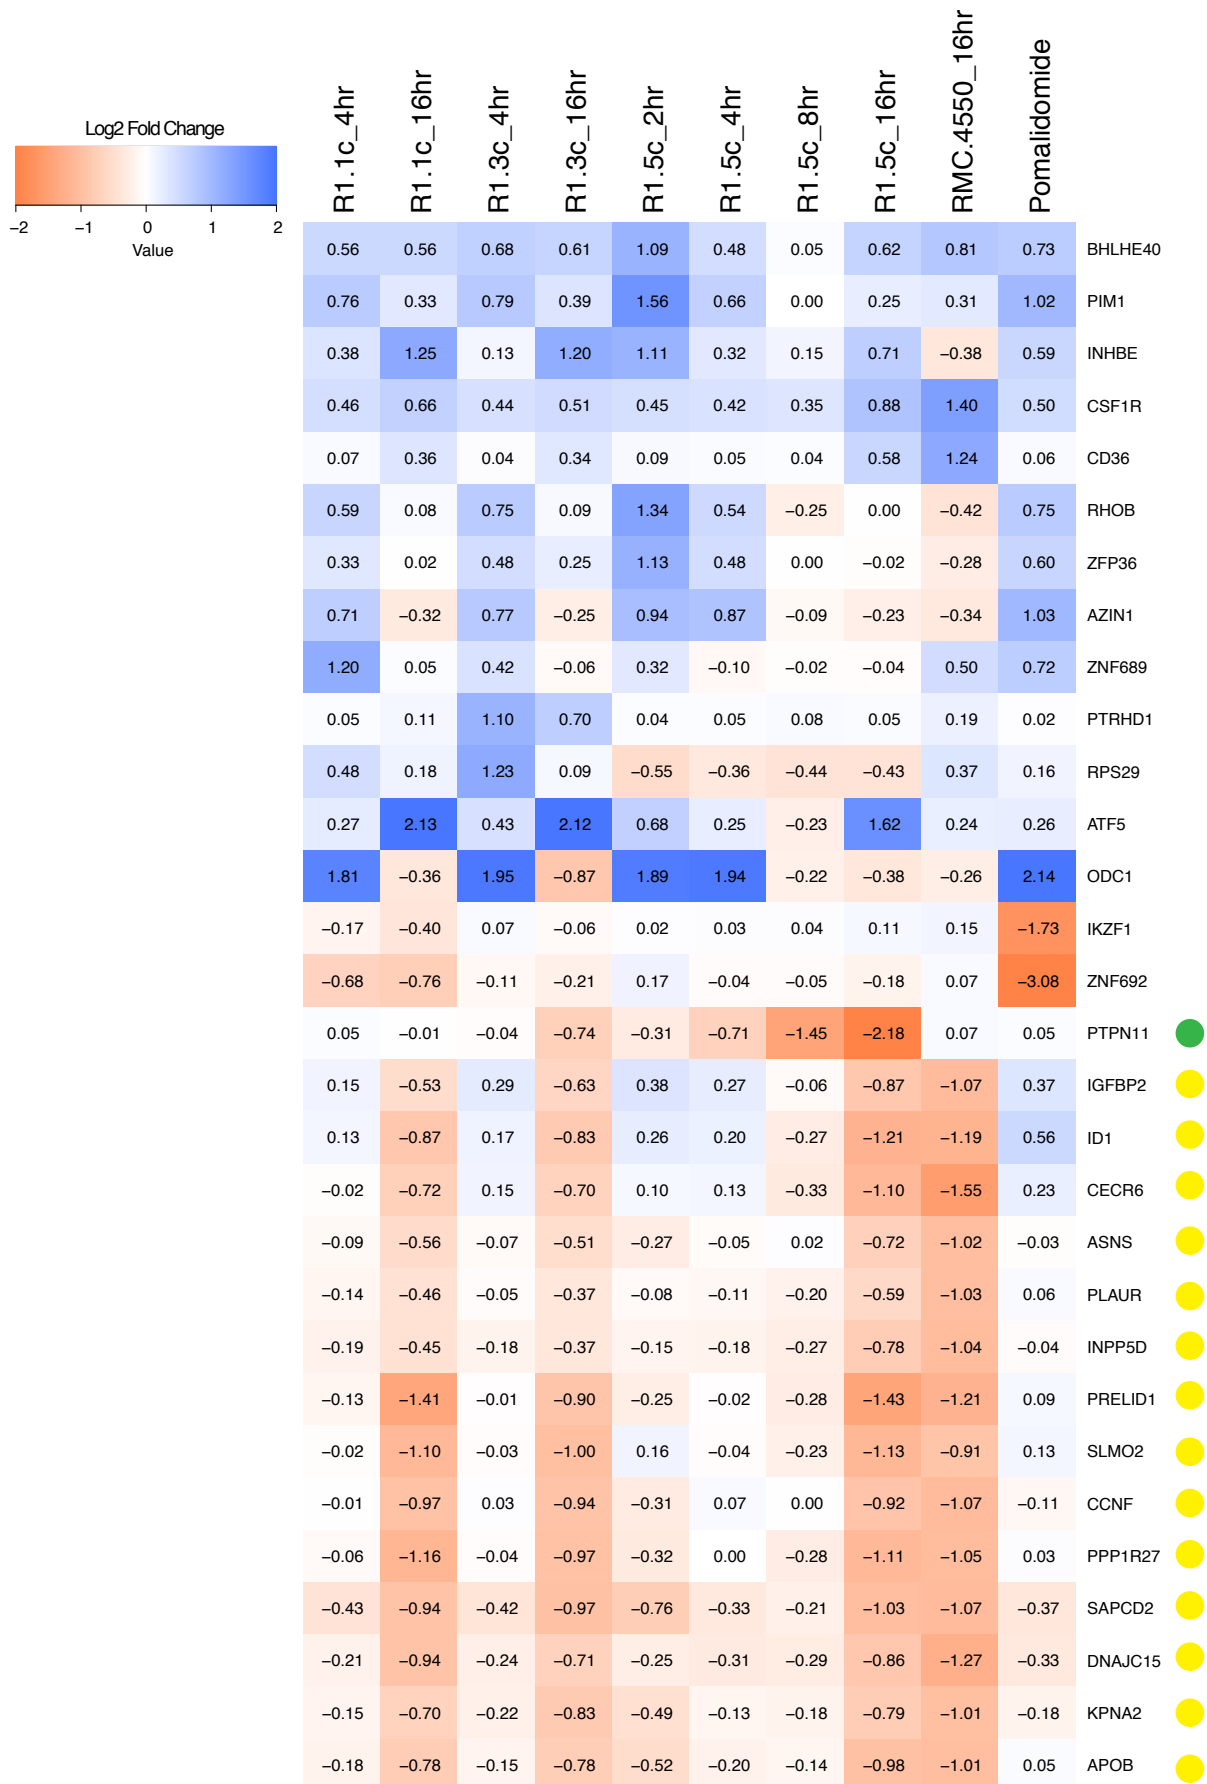 Log2 Fold Change
−2 −1 0 1 2
Value
R1.1c_4hr
R1.1c_16hr
R1.3c_4hr
R1.3c_16hr
R1.5c_2hr
R1.5c_4hr
R1.5c_8hr
R1.5c_16hr
RMC.4550_16hr
Pomalidomide
0.56 0.56 0.68 0.61 1.09 0.48 0.05 0.62 0.81 0.73 BHLHE40
0.76 0.33 0.79 0.39 1.56 0.66 0.00 0.25 0.31 1.02 PIM1
0.38 1.25 0.13 1.20 1.11 0.32 0.15 0.71 −0.38 0.59 INHBE
0.46 0.66 0.44 0.51 0.45 0.42 0.35 0.88 1.40 0.50 CSF1R
0.07 0.36 0.04 0.34 0.09 0.05 0.04 0.58 1.24 0.06 CD36
0.59 0.08 0.75 0.09 1.34 0.54 −0.25 0.00 −0.42 0.75 RHOB
0.33 0.02 0.48 0.25 1.13 0.48 0.00 −0.02 −0.28 0.60 ZFP36
0.71 −0.32 0.77 −0.25 0.94 0.87 −0.09 −0.23 −0.34 1.03 AZIN1
1.20 0.05 0.42 −0.06 0.32 −0.10 −0.02 −0.04 0.50 0.72 ZNF689
0.05 0.11 1.10 0.70 0.04 0.05 0.08 0.05 0.19 0.02 PTRHD1
0.48 0.18 1.23 0.09 −0.55 −0.36 −0.44 −0.43 0.37 0.16 RPS29
0.27 2.13 0.43 2.12 0.68 0.25 −0.23 1.62 0.24 0.26 ATF5
1.81 −0.36 1.95 −0.87 1.89 1.94 −0.22 −0.38 −0.26 2.14 ODC1
−0.17 −0.40 0.07 −0.06 0.02 0.03 0.04 0.11 0.15 −1.73 IKZF1
−0.68 −0.76 −0.11 −0.21 0.17 −0.04 −0.05 −0.18 0.07 −3.08 ZNF692
0.05 −0.01 −0.04 −0.74 −0.31 −0.71 −1.45 −2.18 0.07 0.05 PTPN11
0.15 −0.53 0.29 −0.63 0.38 0.27 −0.06 −0.87 −1.07 0.37 IGFBP2
0.13 −0.87 0.17 −0.83 0.26 0.20 −0.27 −1.21 −1.19 0.56 ID1
−0.02 −0.72 0.15 −0.70 0.10 0.13 −0.33 −1.10 −1.55 0.23 CECR6
−0.09 −0.56 −0.07 −0.51 −0.27 −0.05 0.02 −0.72 −1.02 −0.03 ASNS
−0.14 −0.46 −0.05 −0.37 −0.08 −0.11 −0.20 −0.59 −1.03 0.06 PLAUR
−0.19 −0.45 −0.18 −0.37 −0.15 −0.18 −0.27 −0.78 −1.04 −0.04 INPP5D
−0.13 −1.41 −0.01 −0.90 −0.25 −0.02 −0.28 −1.43 −1.21 0.09 PRELID1
−0.02 −1.10 −0.03 −1.00 0.16 −0.04 −0.23 −1.13 −0.91 0.13 SLMO2
−0.01 −0.97 0.03 −0.94 −0.31 0.07 0.00 −0.92 −1.07 −0.11 CCNF
−0.06 −1.16 −0.04 −0.97 −0.32 0.00 −0.28 −1.11 −1.05 0.03 PPP1R27
−0.43 −0.94 −0.42 −0.97 −0.76 −0.33 −0.21 −1.03 −1.07 −0.37 SAPCD2
−0.21 −0.94 −0.24 −0.71 −0.25 −0.31 −0.29 −0.86 −1.27 −0.33 DNAJC15
−0.15 −0.70 −0.22 −0.83 −0.49 −0.13 −0.18 −0.79 −1.01 −0.18 KPNA2
−0.18 −0.78 −0.15 −0.78 −0.52 −0.20 −0.14 −0.98 −1.01 0.05 APOB